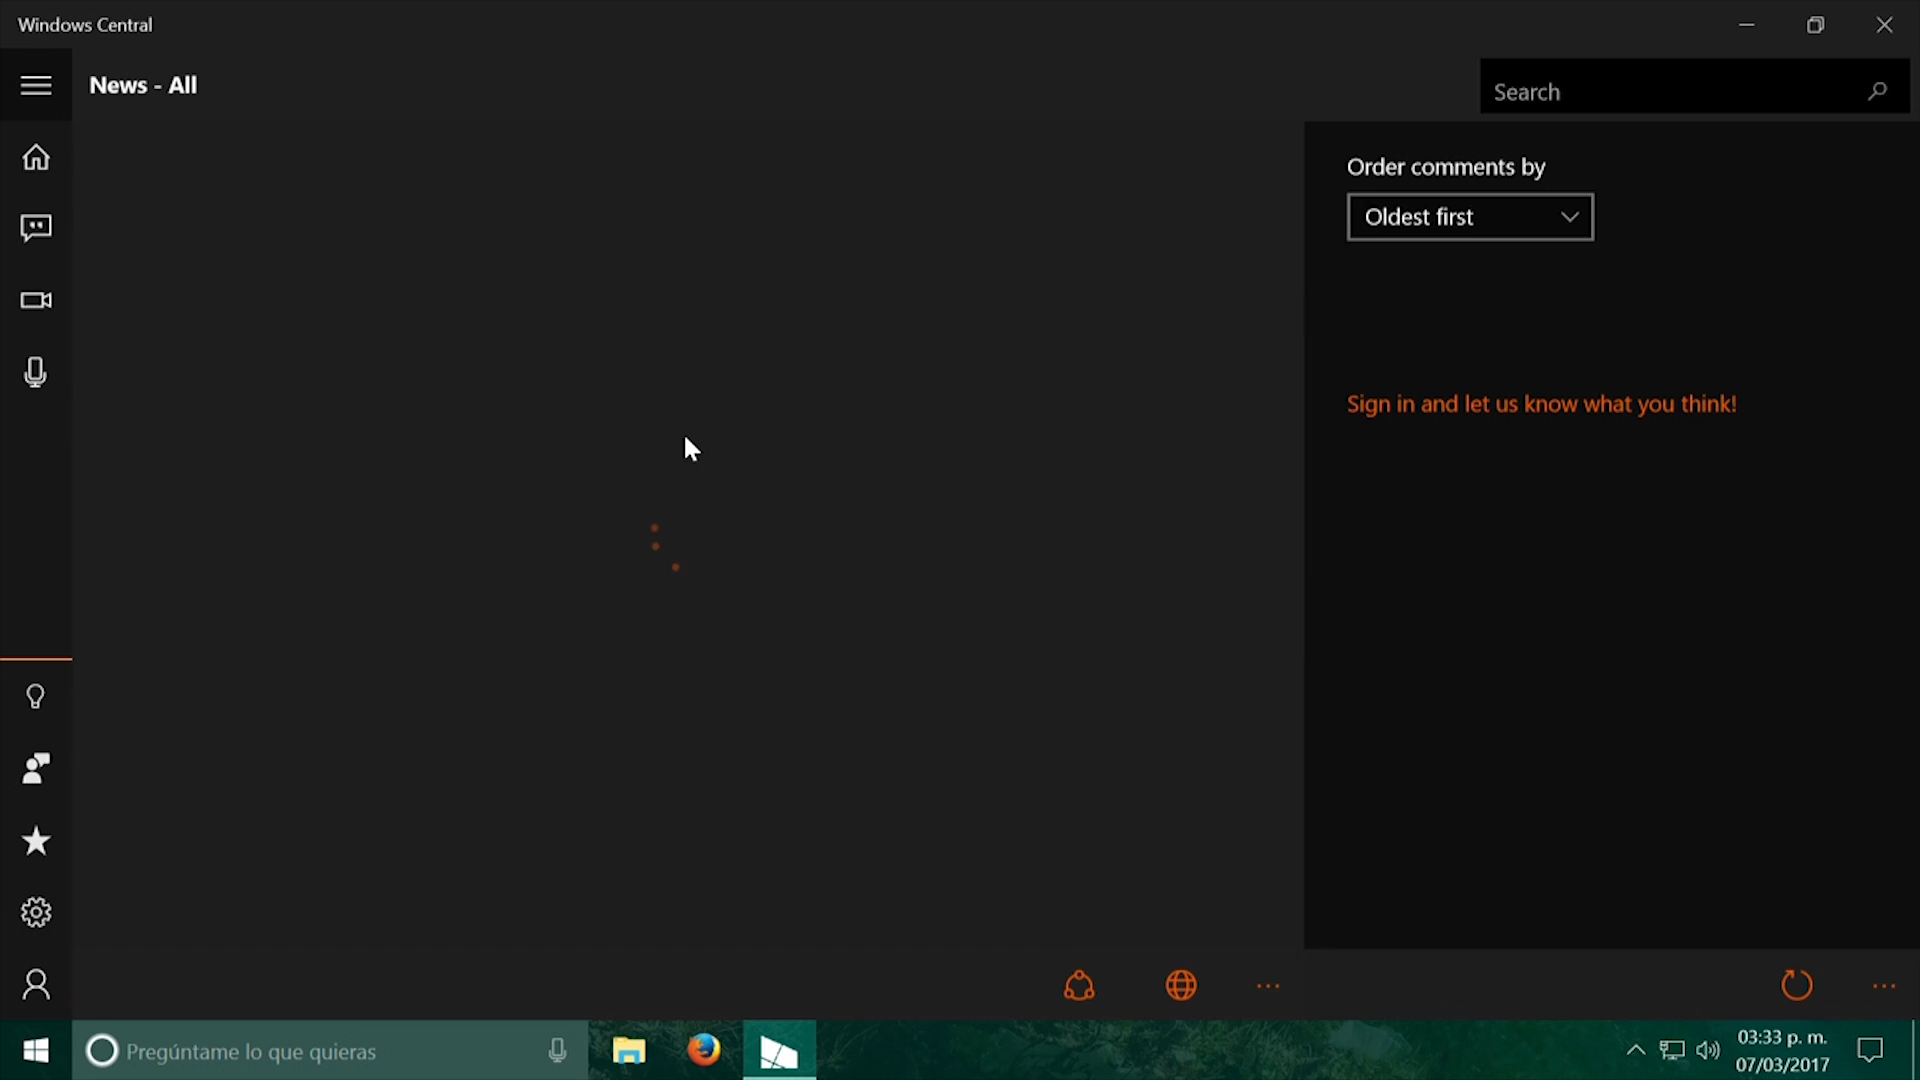 Windows Central
News - All
Search
Order comments by
Oldest first
Sign in and let us know what you think!
Pregúntame lo que quieras
03:33 p. m.
07/03/2017